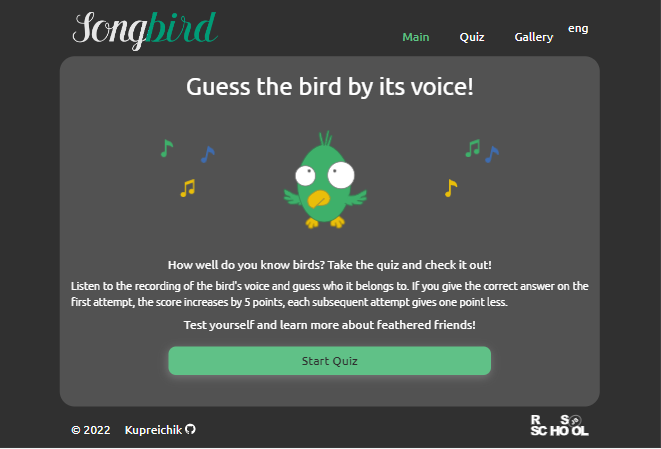 Songbird
Main Quiz Gallery eng
Guess the bird by its voice!
How well do you know birds? Take the quiz and check it out!
Listen to the recording of the bird's voice and guess who it belongs to. If you give the correct answer on the
first attempt, the score increases by 5 points, each subsequent attempt gives one point less.
Test yourself and learn more about feathered friends!
Start Quiz
© 2022 Kupreichik
R S
SCHOOL